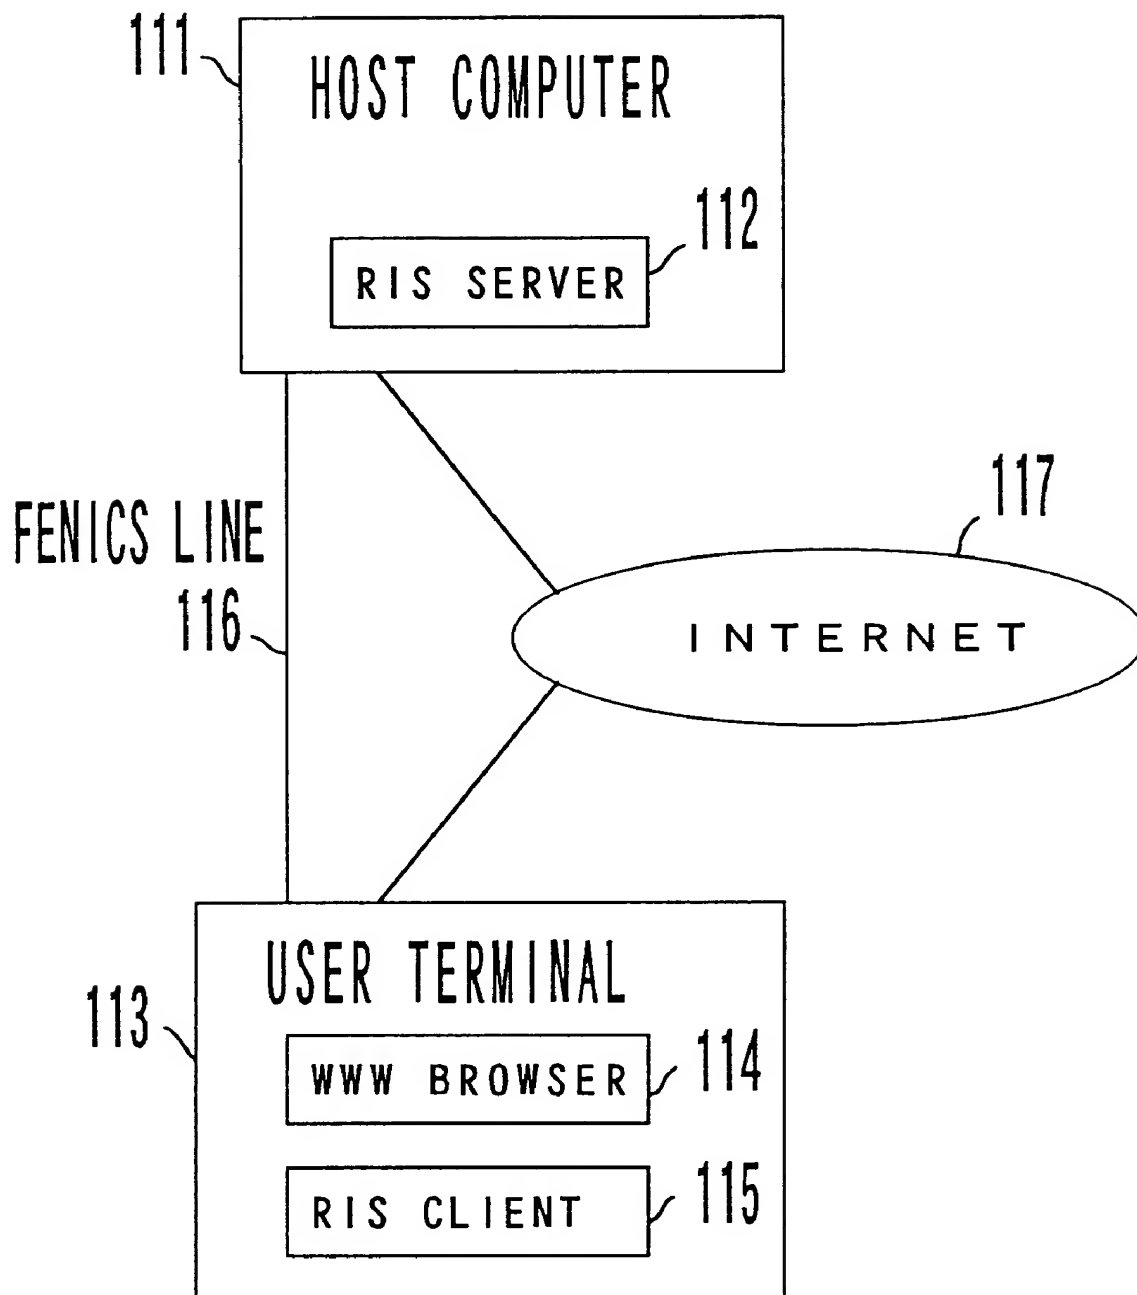 111
HOST COMPUTER
112
RIS SERVER
117
FENICS LINE
116
INTERNET
USER TERMINAL
113
WWW BROWSER
114
RIS CLIENT
115